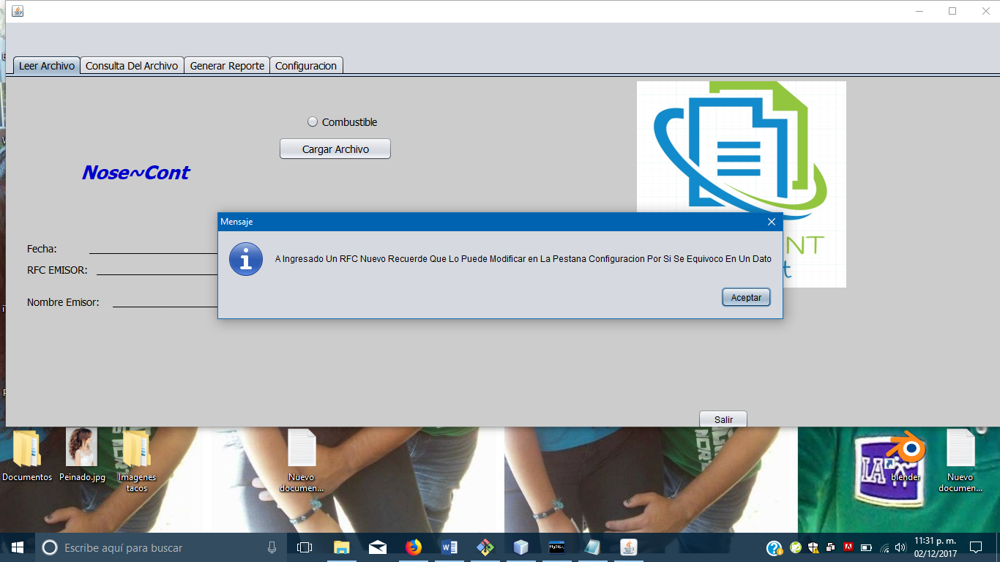 Leer Archivo
Consulta Del Archivo
Generar Reporte
Configuracion
Combustible
Cargar Archivo
Nose~Cont
NT
t
Fecha:
RFC EMISOR:
Nombre Emisor:
Mensaje
A Ingresado Un RFC Nuevo Recuerde Que Lo Puede Modificar en La Pestana Configuracion Por Si Se Equivoco En Un Dato
Aceptar
Salir
Documentos
Peinado.jpg
Imagenes
tacos
Nuevo
documen...
blender
Nuevo
documen...
LA
Escribe aquí para buscar
MySQL
11:31 p. m.
02/12/2017